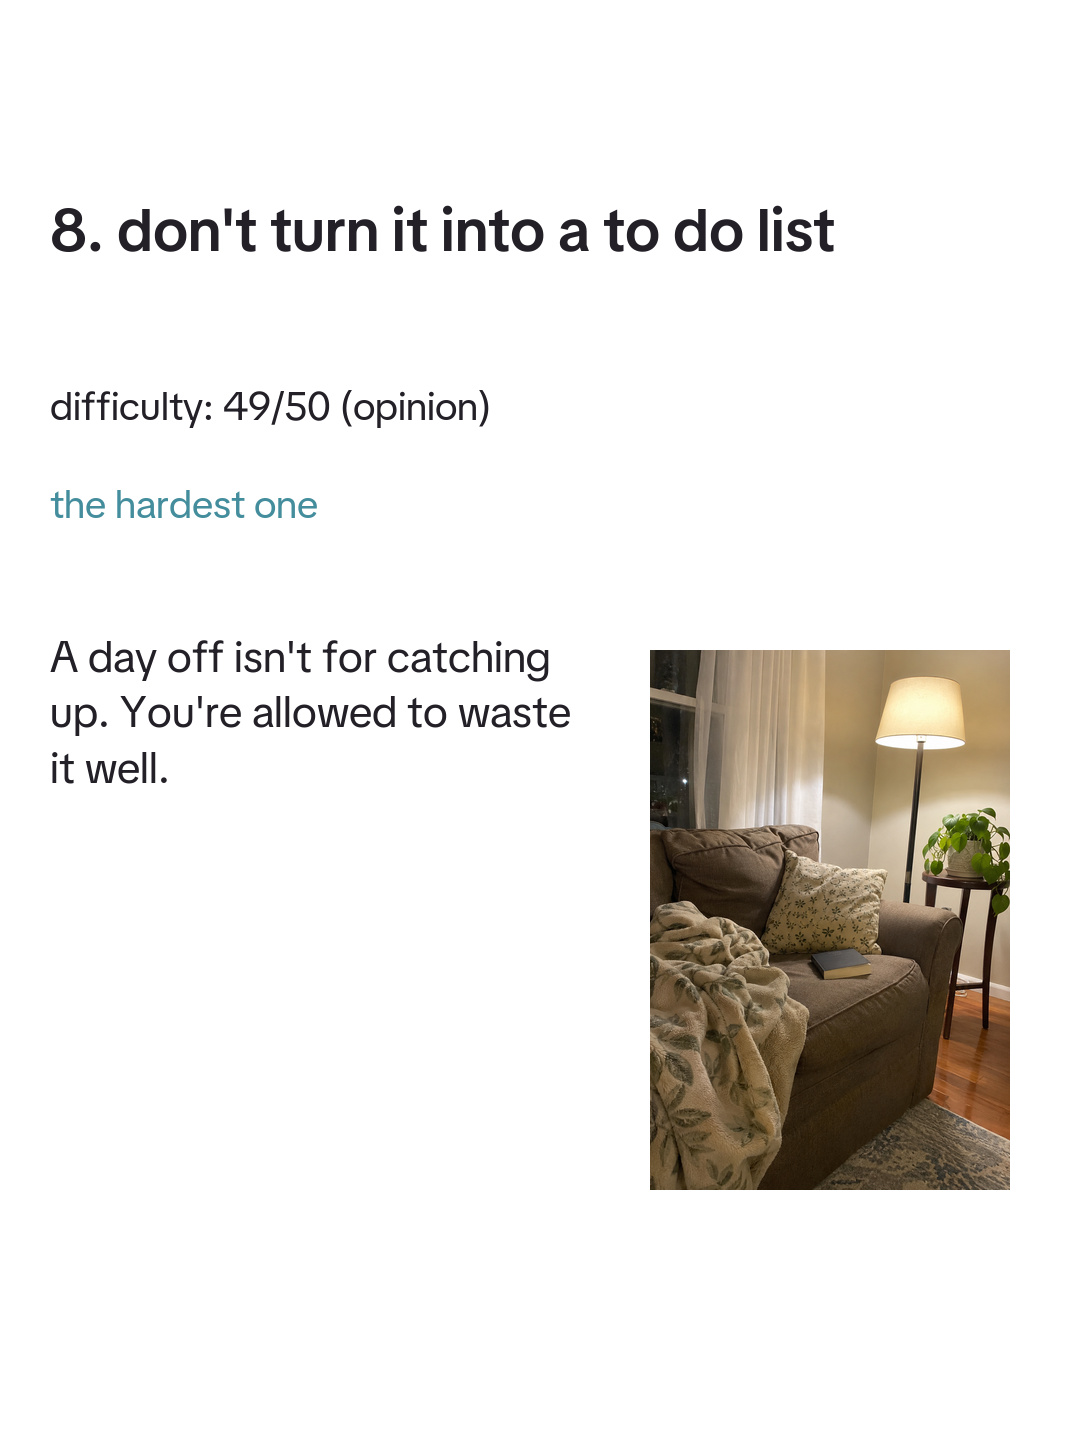 8. don't turn it into a to do list
difficulty: 49/50 (opinion)
the hardest one
A day off isn't for catching
up. You're allowed to waste
it well.